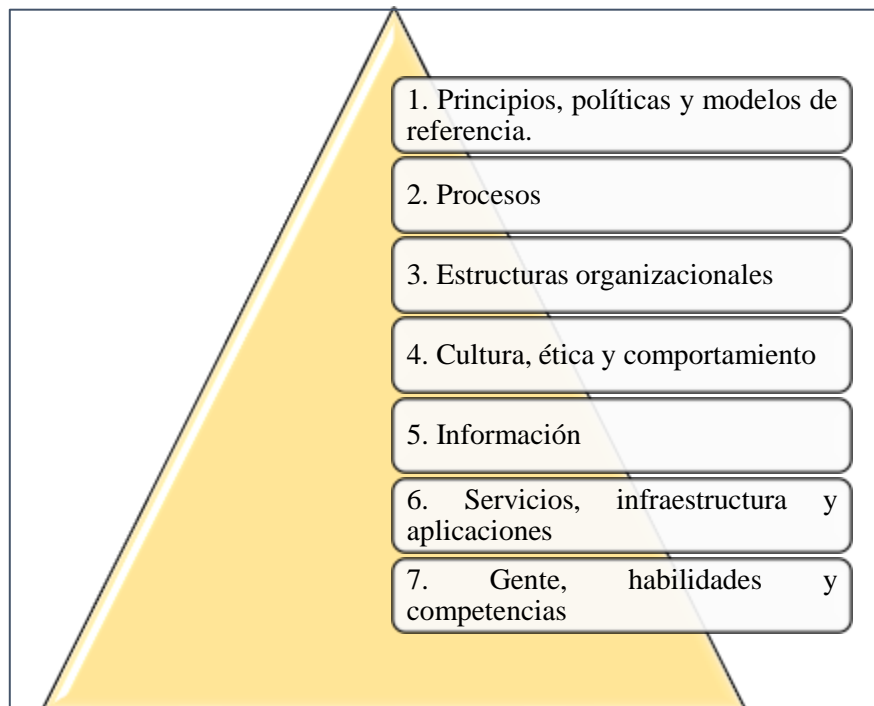 1. Principios, políticas y modelos de
referencia.
2. Procesos
3. Estructuras organizacionales
4. Cultura, ética y comportamiento
5. Información
6. Servicios, infraestructura y
aplicaciones
7. Gente, habilidades y
competencias